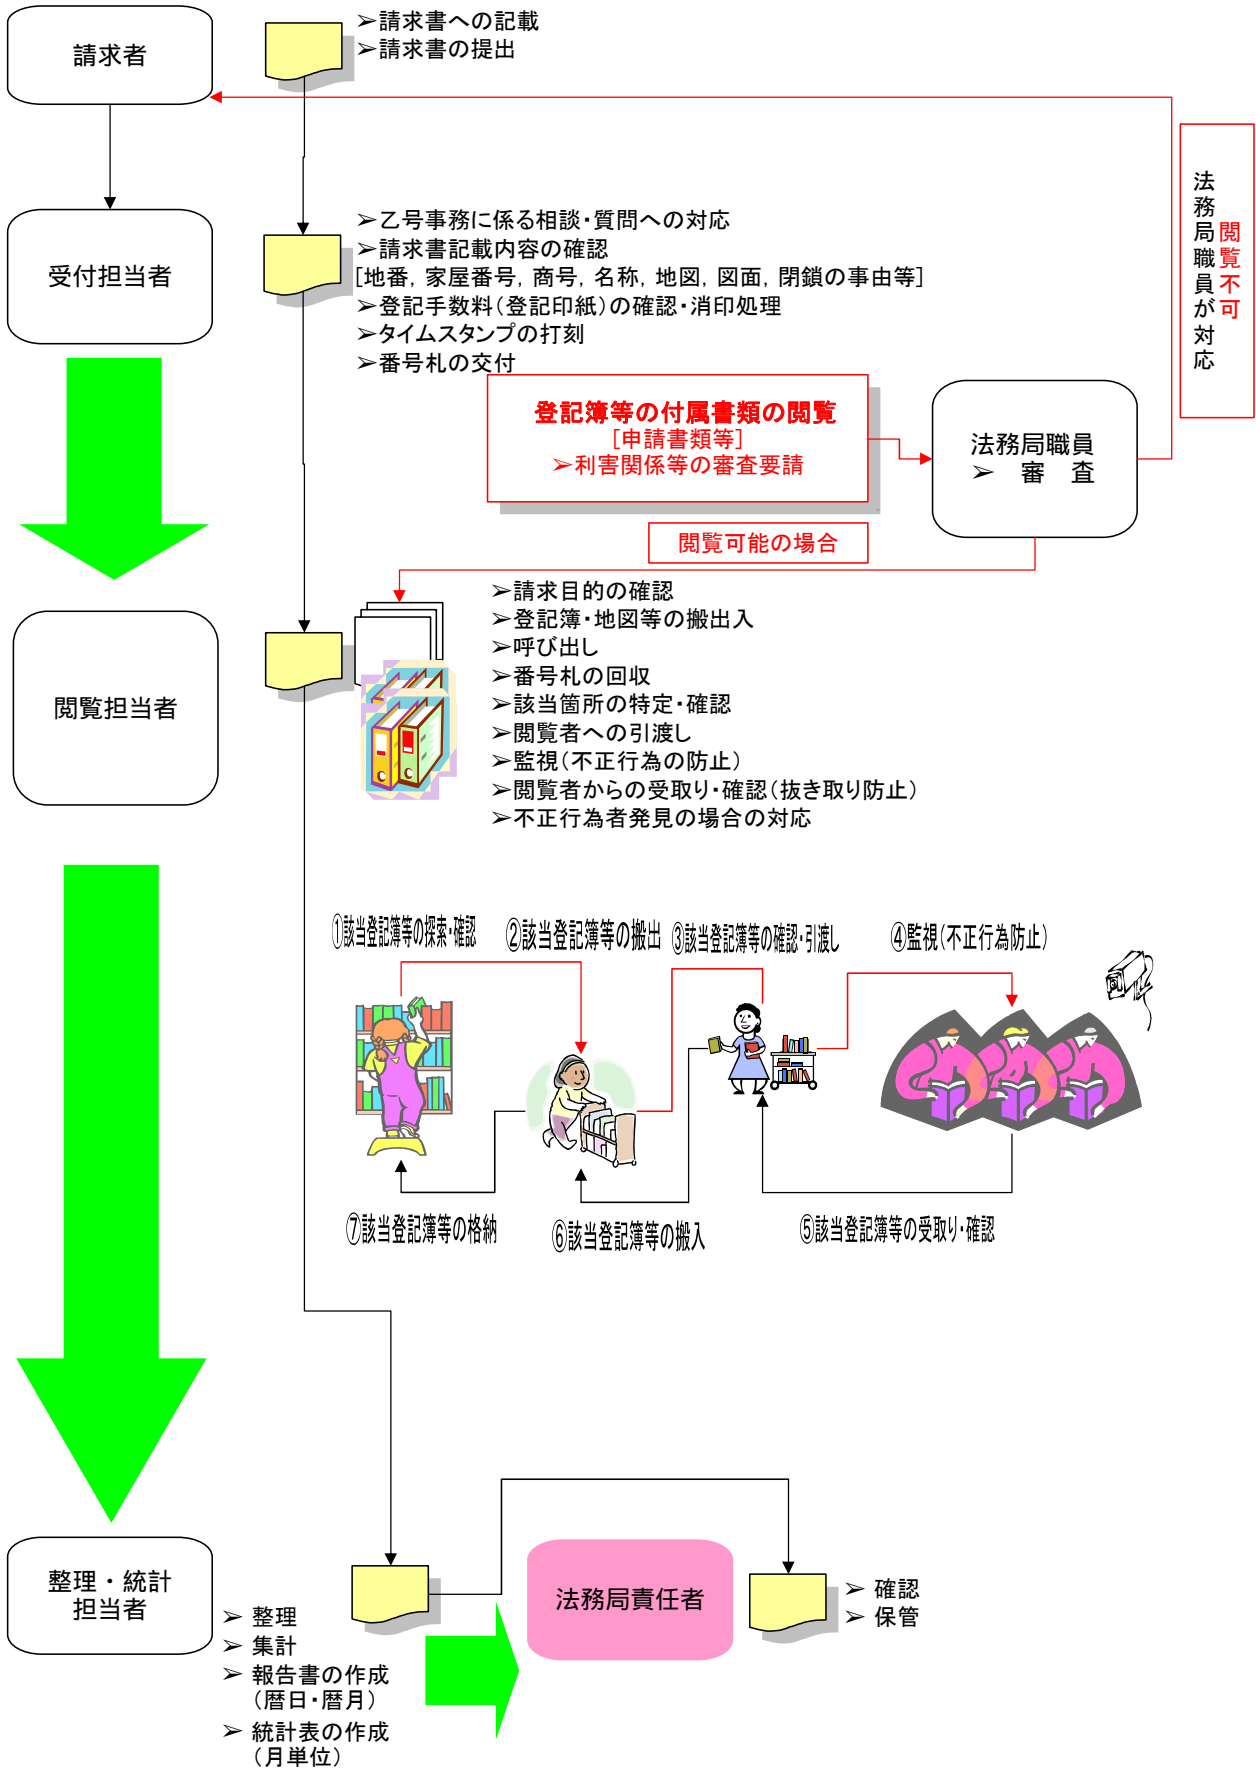 請求者
➢請求書への記載
➢請求書の提出
法務局職員が対応
閲覧不可
受付担当者
➢乙号事務に係る相談・質問への対応
➢請求書記載内容の確認
[地番，家屋番号，商号，名称，地図，図面，閉鎖の事由等]
➢登記手数料（登記印紙）の確認・消印処理
➢タイムスタンプの打刻
➢番号札の交付
登記簿等の付属書類の閲覧
[申請書類等]
➢利害関係等の審査要請
法務局職員
➢ 審 査
閲覧可能の場合
閲覧担当者
➢請求目的の確認
➢登記簿・地図等の搬出入
➢呼び出し
➢番号札の回収
➢該当箇所の特定・確認
➢閲覧者への引渡し
➢監視（不正行為の防止）
➢閲覧者からの受取り・確認（抜き取り防止）
➢不正行為者発見の場合の対応
①該当登記簿等の探索・確認
②該当登記簿等の搬出
③該当登記簿等の確認・引渡し
④監視（不正行為防止）
⑦該当登記簿等の格納
⑥該当登記簿等の搬入
⑤該当登記簿等の受取り・確認
整理・統計
担当者
➢ 整理
➢ 集計
➢ 報告書の作成
（暦日・暦月）
➢ 統計表の作成
（月単位）
法務局責任者
➢ 確認
➢ 保管